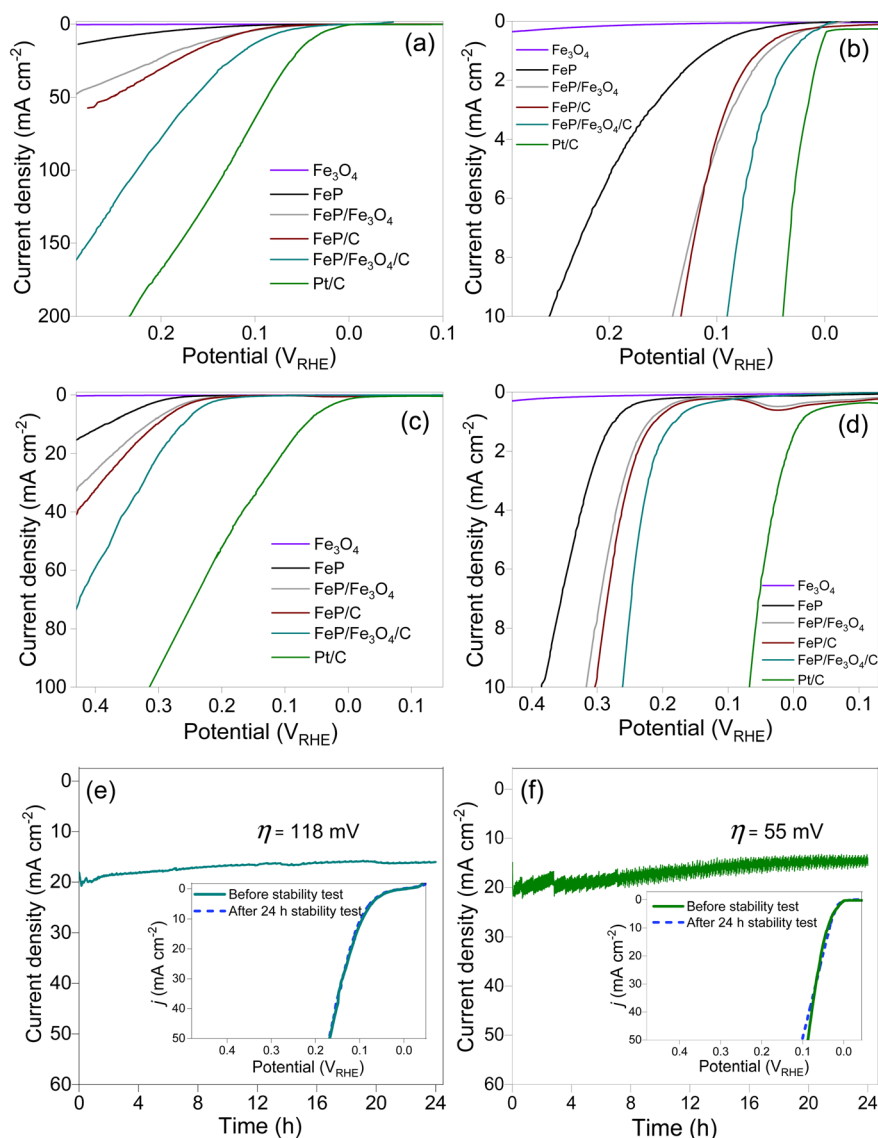 (a)
Current density (mA cm⁻²)
0
50
100
150
200
0.2
0.1
0.0
0.1
Potential (V_RHE)
Fe₃O₄
FeP
FeP/Fe₃O₄
FeP/C
FeP/Fe₃O₄/C
Pt/C
(b)
Current density (mA cm⁻²)
0
2
4
6
8
10
0.2
0.1
0.0
Potential (V_RHE)
Fe₃O₄
FeP
FeP/Fe₃O₄
FeP/C
FeP/Fe₃O₄/C
Pt/C
(c)
Current density (mA cm⁻²)
0
20
40
60
80
100
0.4
0.3
0.2
0.1
0.0
0.1
Potential (V_RHE)
Fe₃O₄
FeP
FeP/Fe₃O₄
FeP/C
FeP/Fe₃O₄/C
Pt/C
(d)
Current density (mA cm⁻²)
0
2
4
6
8
10
0.4
0.3
0.2
0.1
0.0
0.1
Potential (V_RHE)
Fe₃O₄
FeP
FeP/Fe₃O₄
FeP/C
FeP/Fe₃O₄/C
Pt/C
(e)
η = 118 mV
Current density (mA cm⁻²)
0
10
20
30
40
50
60
0
4
8
12
16
20
24
Time (h)
Before stability test
After 24 h stability test
j (mA cm⁻²)
0
10
20
30
40
50
0.4
0.3
0.2
0.1
0.0
Potential (V_RHE)
(f)
η = 55 mV
Current density (mA cm⁻²)
0
10
20
30
40
50
60
0
4
8
12
16
20
24
Time (h)
Before stability test
After 24 h stability test
j (mA cm⁻²)
0
10
20
30
40
50
0.4
0.3
0.2
0.1
0.0
Potential (V_RHE)